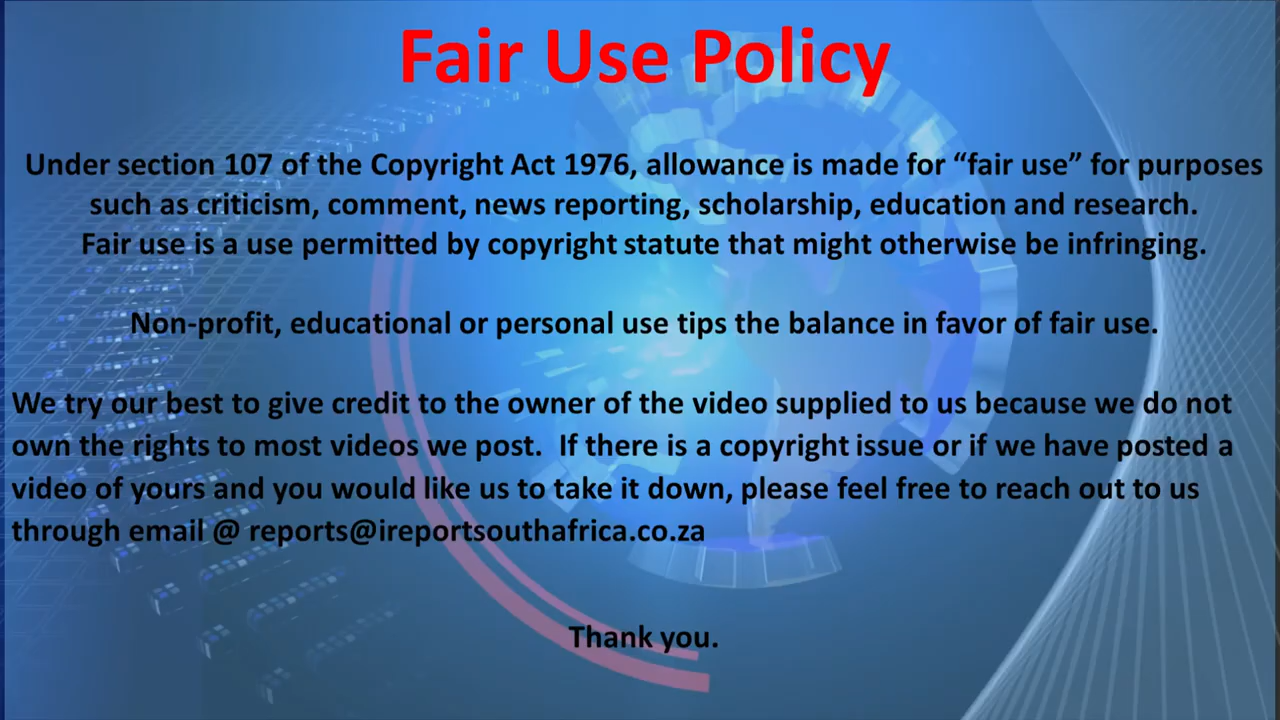 Fair Use Policy
Under section 107 of the Copyright Act 1976, allowance is made for “fair use” for purposes
such as criticism, comment, news reporting, scholarship, education and research.
Fair use is a use permitted by copyright statute that might otherwise be infringing.
Non-profit, educational or personal use tips the balance in favor of fair use.
We try our best to give credit to the owner of the video supplied to us because we do not
own the rights to most videos we post.  If there is a copyright issue or if we have posted a
video of yours and you would like us to take it down, please feel free to reach out to us
through email @ reports@ireportsouthafrica.co.za
Thank you.